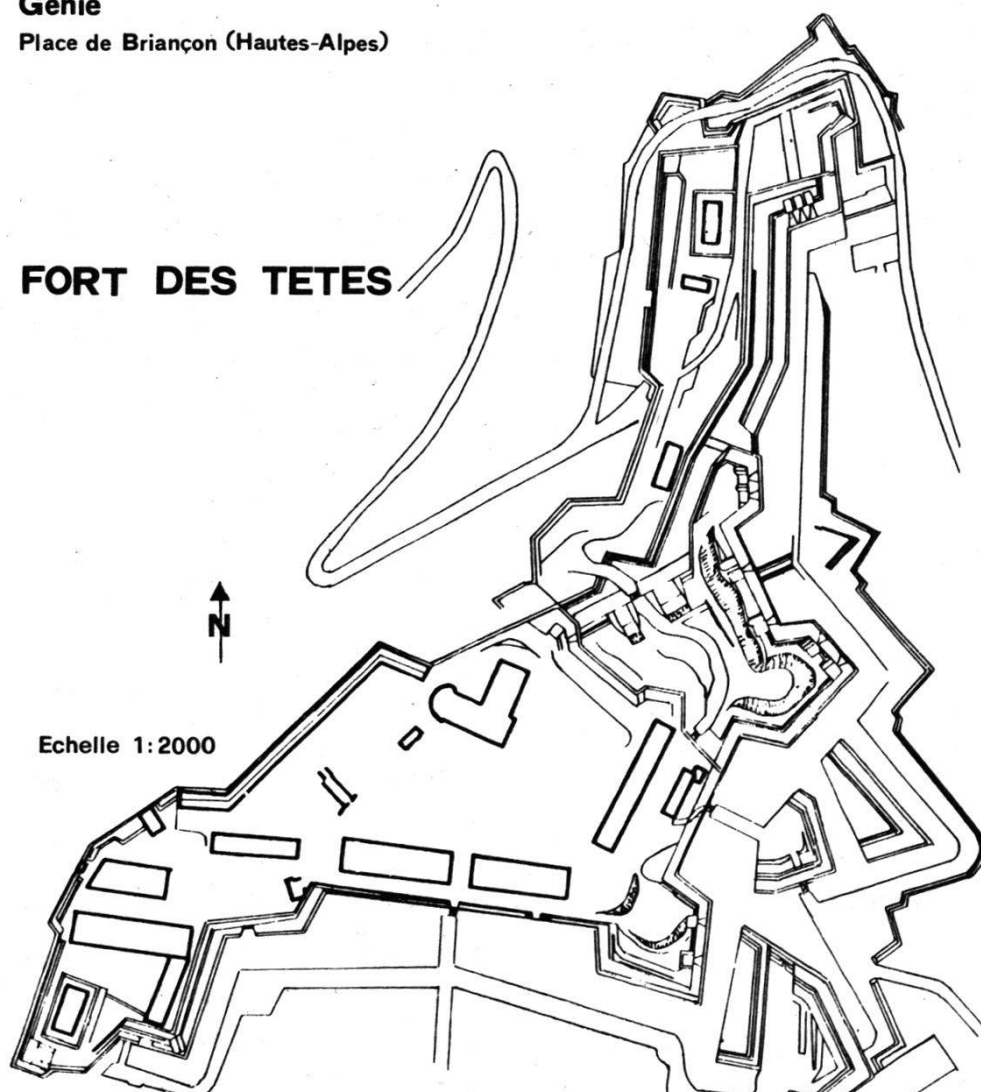 Génie
Place de Briançon (Hautes-Alpes)
FORT DES TETES
N
Echelle 1:2000